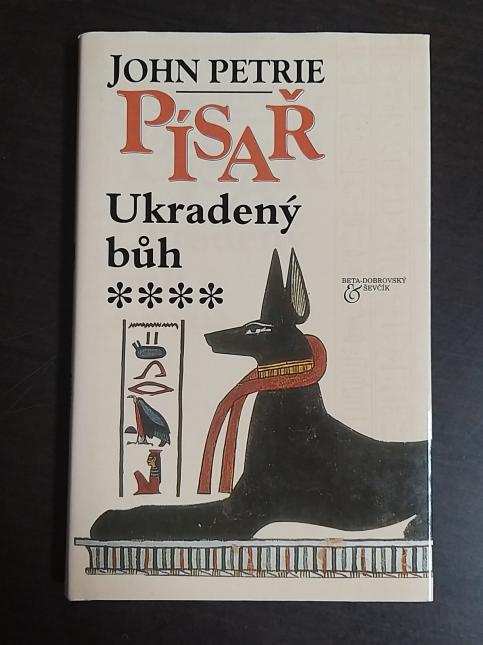 JOHN PETRIE
PÍSAŘ
Ukradený
bůh
****
BETA-DOBROVSKÝ
& ŠEVČÍK